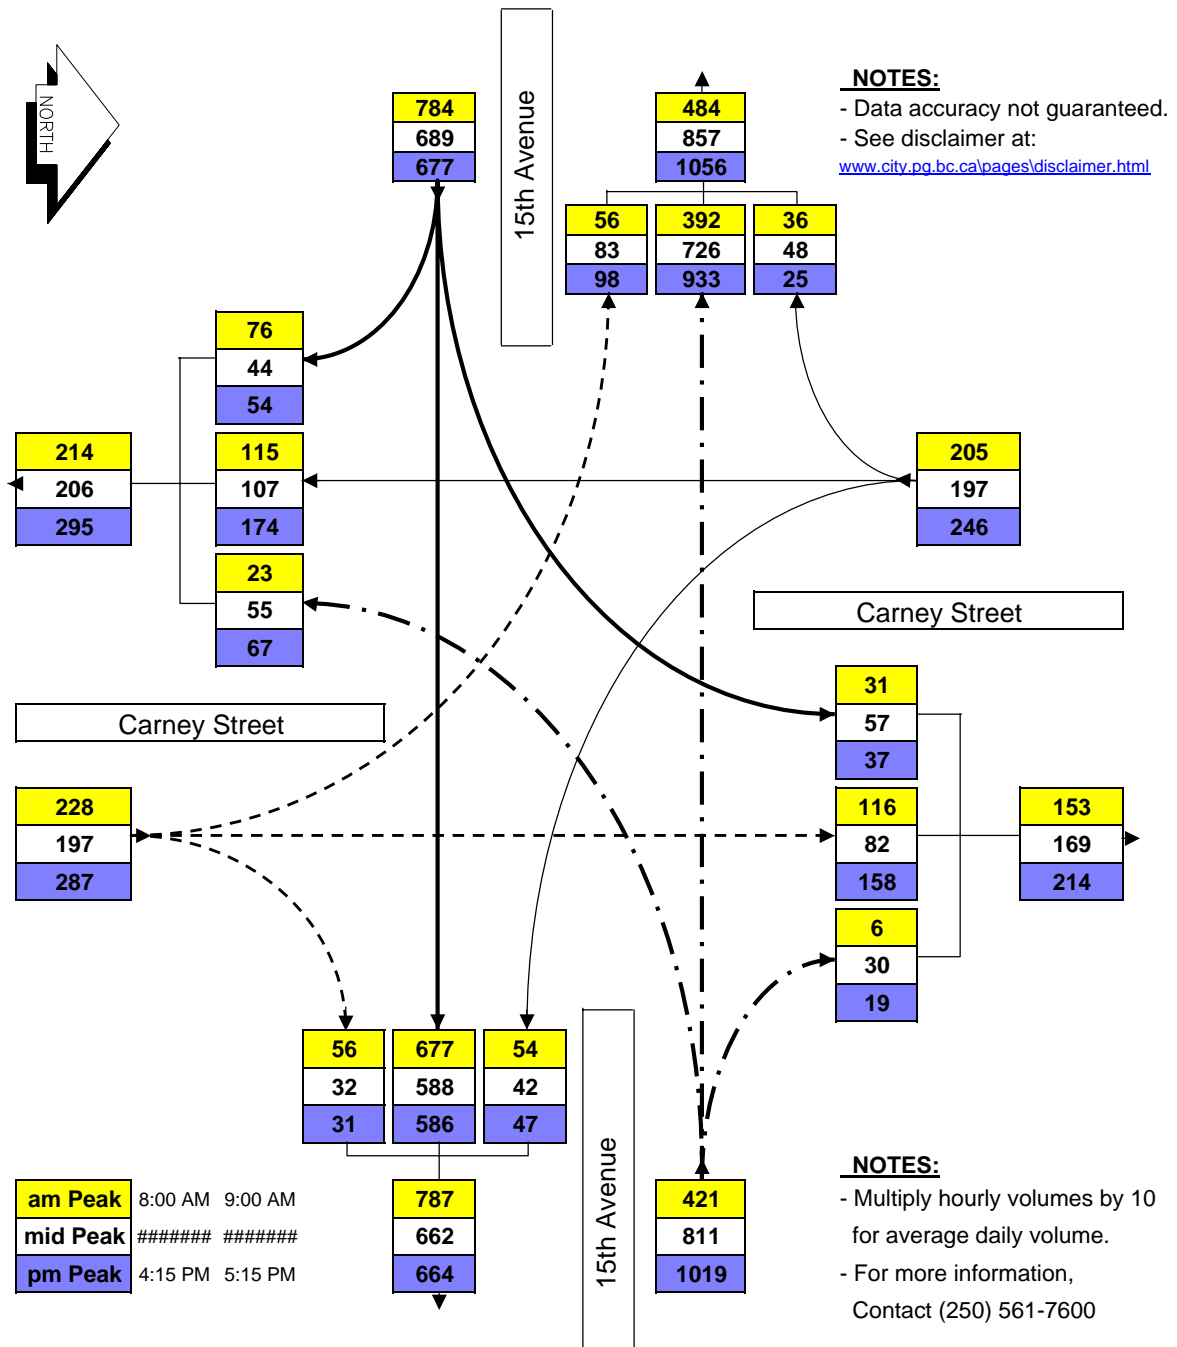 NORTH
784
689
677
15th Avenue
484
857
1056
NOTES:
- Data accuracy not guaranteed.
- See disclaimer at:
www.city.pg.bc.ca\pages\disclaimer.html
56 392 36
83 726 48
98 933 25
76
44
54
214
206
295
115
107
174
23
55
67
205
197
246
Carney Street
Carney Street
31
57
37
228
197
287
116
82
158
153
169
214
6
30
19
56 677 54
32 588 42
31 586 47
15th Avenue
am Peak 8:00 AM 9:00 AM
mid Peak ####### #######
pm Peak 4:15 PM 5:15 PM
787
662
664
421
811
1019
NOTES:
- Multiply hourly volumes by 10
for average daily volume.
- For more information,
Contact (250) 561-7600